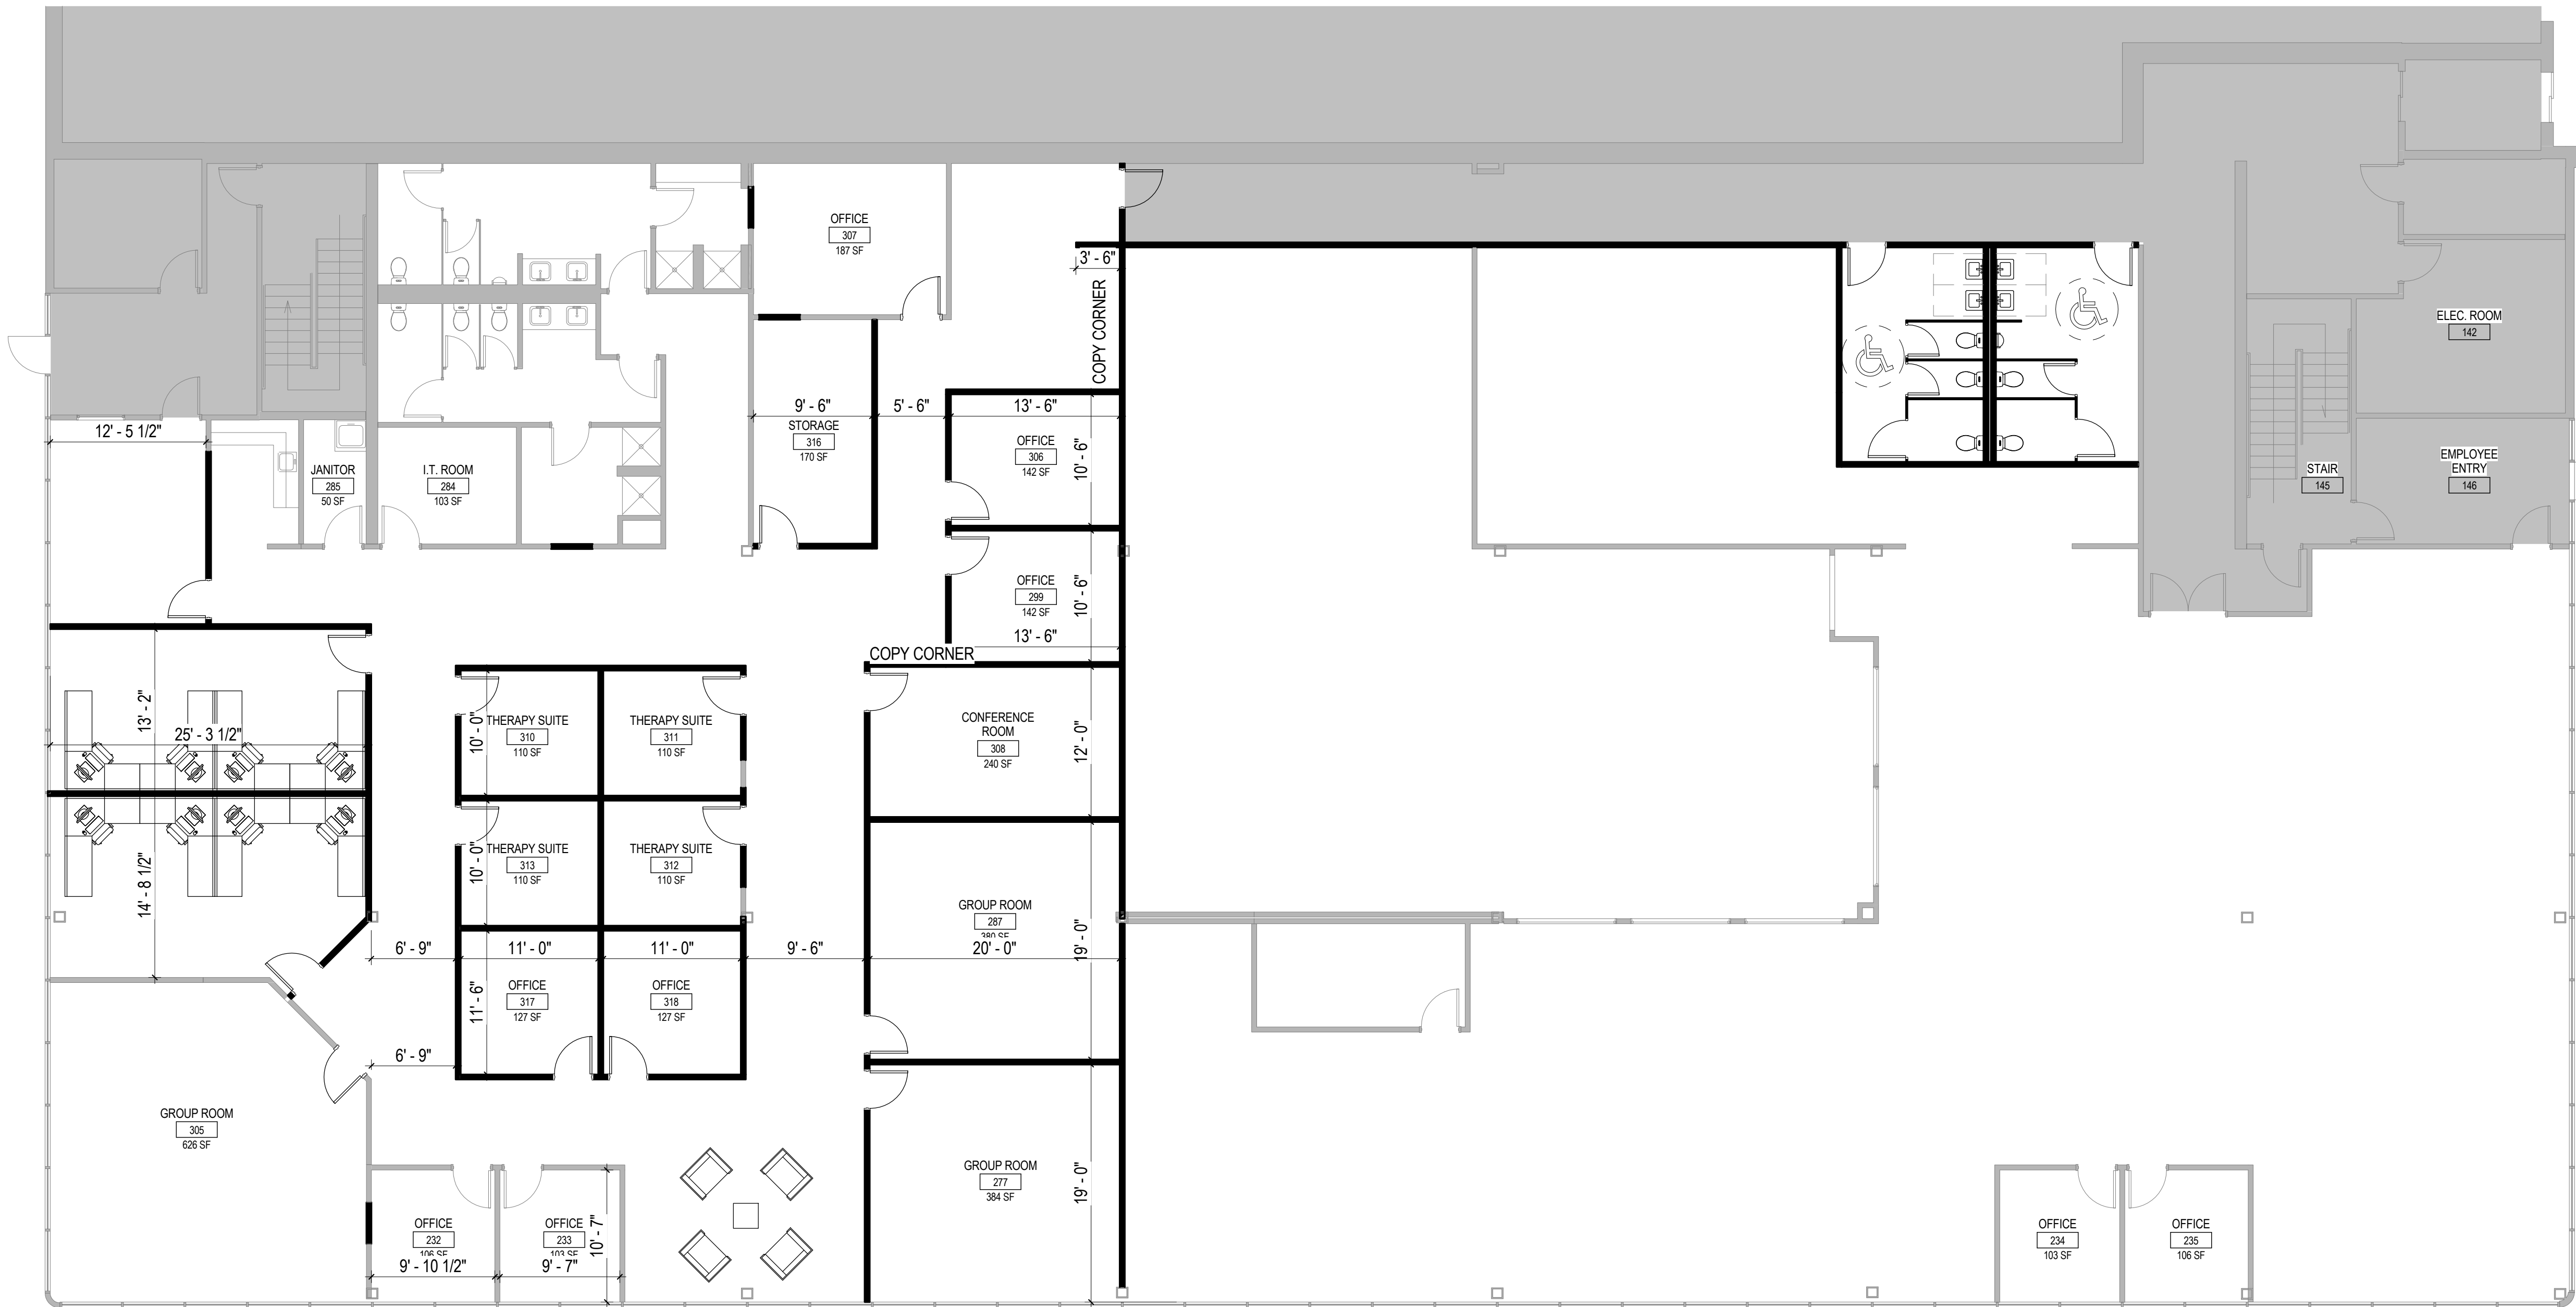 OFFICE
307
187 SF
3' - 6"
COPY CORNER
ELEC. ROOM
142
12' - 5 1/2"
JANITOR
285
50 SF
I.T. ROOM
284
103 SF
9' - 6"
STORAGE
316
170 SF
5' - 6"
13' - 6"
OFFICE
306
142 SF
10' - 6"
STAIR
145
EMPLOYEE
ENTRY
146
OFFICE
299
142 SF
10' - 6"
13' - 6"
COPY CORNER
13' - 2"
25' - 3 1/2"
10' - 0"
THERAPY SUITE
310
110 SF
THERAPY SUITE
311
110 SF
CONFERENCE
ROOM
308
240 SF
12' - 0"
14' - 8 1/2"
10' - 0"
THERAPY SUITE
313
110 SF
THERAPY SUITE
312
110 SF
GROUP ROOM
287
380 SF
19' - 0"
6' - 9"
11' - 0"
11' - 0"
9' - 6"
20' - 0"
11' - 6"
OFFICE
317
127 SF
OFFICE
318
127 SF
6' - 9"
GROUP ROOM
305
626 SF
GROUP ROOM
277
384 SF
19' - 0"
OFFICE
232
106 SF
9' - 10 1/2"
OFFICE
233
103 SF
9' - 7"
10' - 7"
OFFICE
234
103 SF
OFFICE
235
106 SF